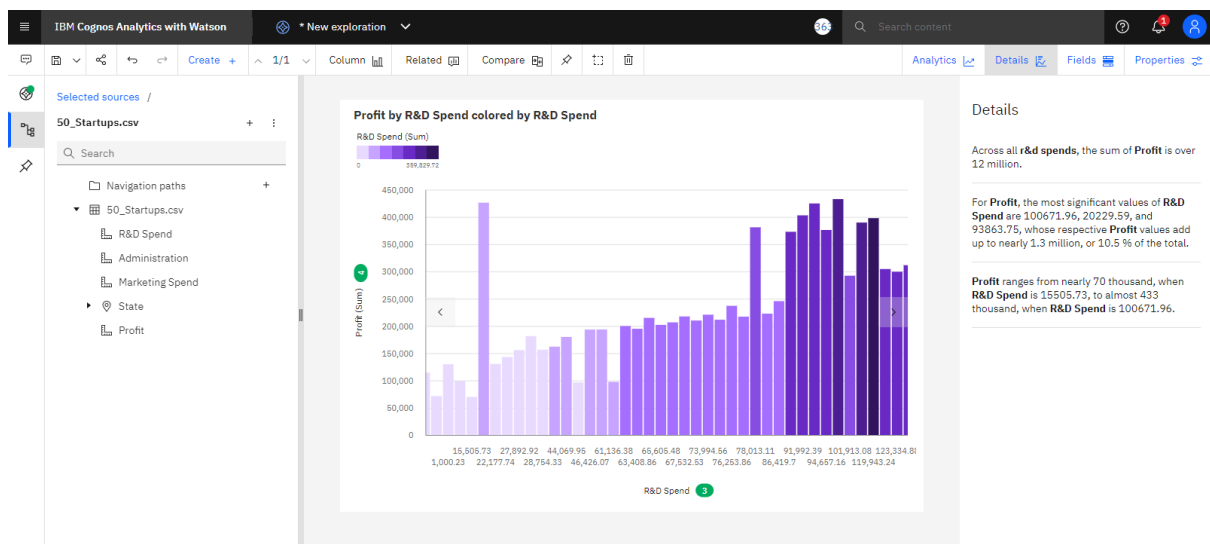 IBM Cognos Analytics with Watson
* New exploration
363
Search content
1
Create +
1/1
Column
Related
Compare
Analytics
Details
Fields
Properties
Selected sources /
50_Startups.csv
Search
Navigation paths
50_Startups.csv
R&D Spend
Administration
Marketing Spend
State
Profit
Profit by R&D Spend colored by R&D Spend
R&D Spend (Sum)
0 359,829.72
450,000
400,000
350,000
300,000
250,000
200,000
150,000
100,000
50,000
0
Profit (Sum)
4
15,505.73 27,892.92 44,069.95 61,136.38 65,605.48 73,994.56 78,013.11 91,992.39 101,913.08 123,334.88
1,000.23 22,177.74 28,754.33 46,426.07 63,408.86 67,532.53 76,253.86 86,419.7 94,657.16 119,943.24
R&D Spend 3
Details
Across all r&d spends, the sum of Profit is over
12 million.
For Profit, the most significant values of R&D
Spend are 100671.96, 20229.59, and
93863.75, whose respective Profit values add
up to nearly 1.3 million, or 10.5 % of the total.
Profit ranges from nearly 70 thousand, when
R&D Spend is 15505.73, to almost 433
thousand, when R&D Spend is 100671.96.